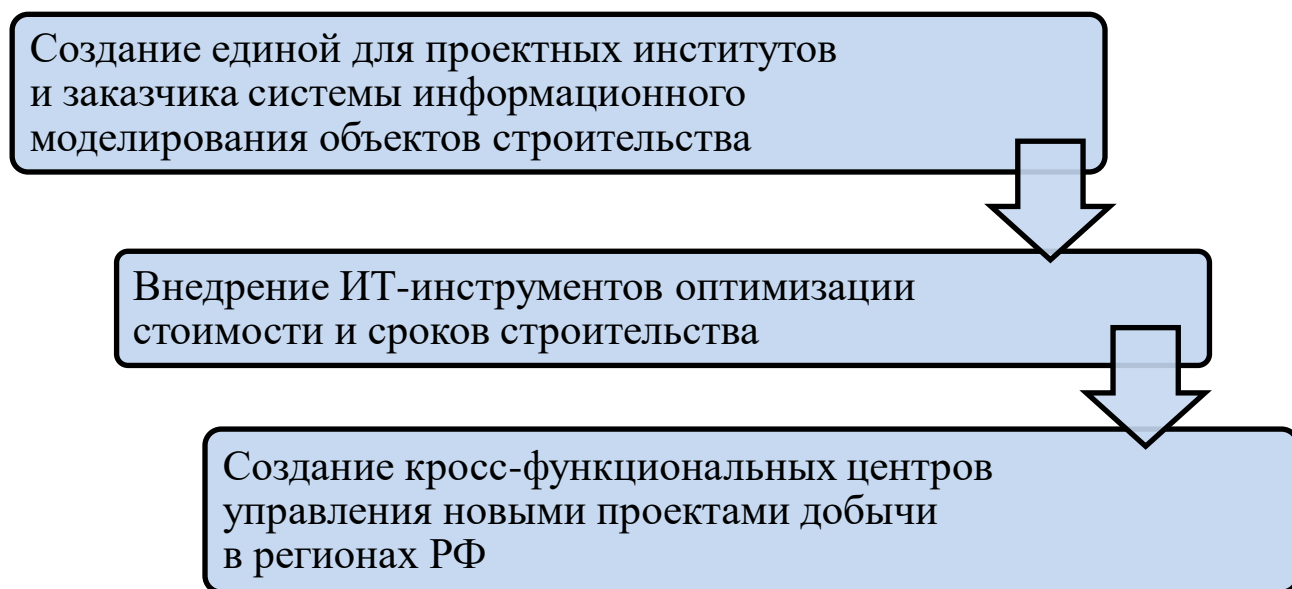 Создание единой для проектных институтов
и заказчика системы информационного
моделирования объектов строительства
Внедрение ИТ-инструментов оптимизации
стоимости и сроков строительства
Создание кросс-функциональных центров
управления новыми проектами добычи
в регионах РФ